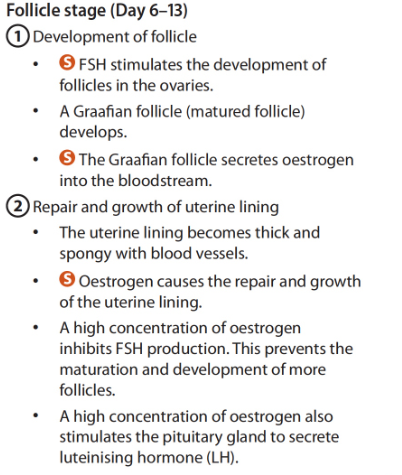 Follicle stage (Day 6–13)
① Development of follicle
• S FSH stimulates the development of
follicles in the ovaries.
• A Graafian follicle (matured follicle)
develops.
• S The Graafian follicle secretes oestrogen
into the bloodstream.
② Repair and growth of uterine lining
• The uterine lining becomes thick and
spongy with blood vessels.
• S Oestrogen causes the repair and growth
of the uterine lining.
• A high concentration of oestrogen
inhibits FSH production. This prevents the
maturation and development of more
follicles.
• A high concentration of oestrogen also
stimulates the pituitary gland to secrete
luteinising hormone (LH).